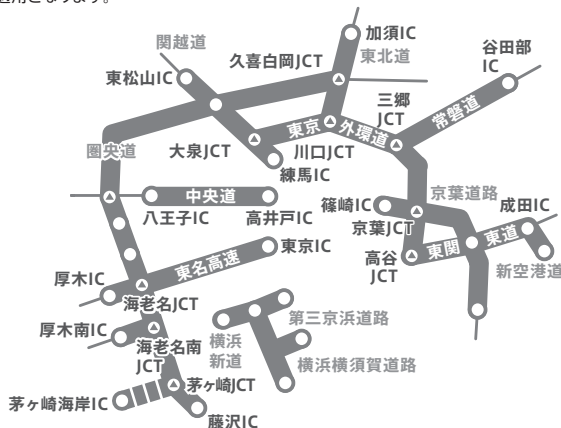 適用となります。
関越道
加須IC
久喜白岡JCT
東北道
谷田部
IC
東松山IC
三郷
JCT
常磐道
東京
外環道
圏央道
大泉JCT
川口JCT
練馬IC
京葉道路
中央道
篠崎IC
成田IC
八王子IC
高井戸IC
京葉JCT
東京IC
高谷
JCT
東関
東道
東名高速
新空港道
厚木IC
海老名JCT
第三京浜道路
厚木南IC
海老名南
JCT
横浜
新道
横浜横須賀道路
茅ヶ崎JCT
茅ヶ崎海岸IC
藤沢IC